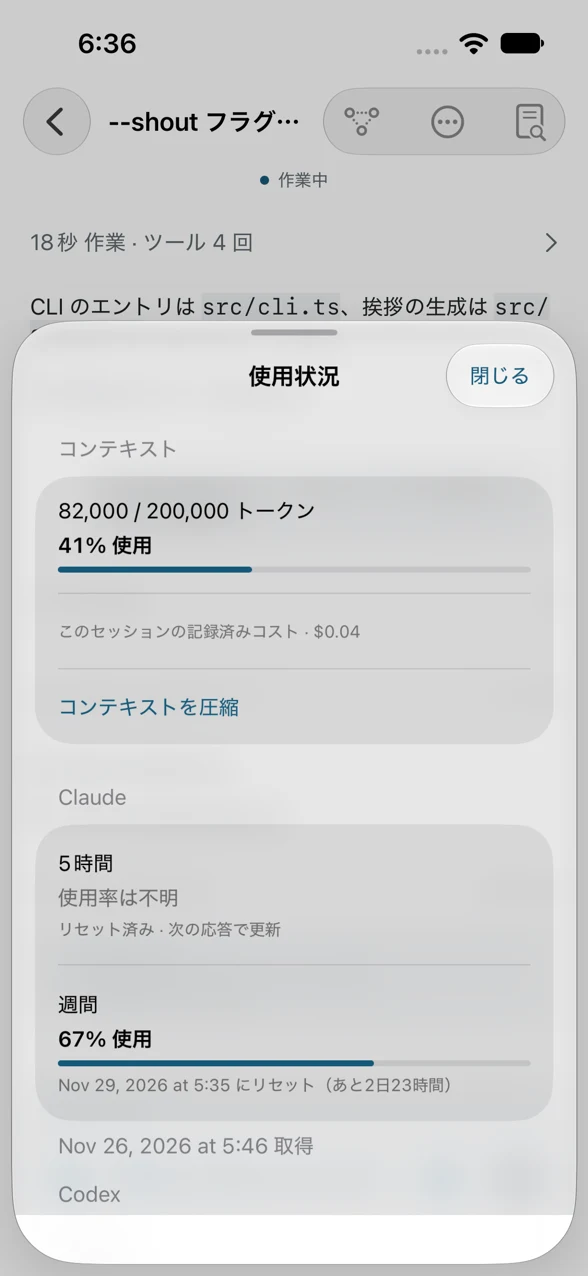 6:36
--shout フラグ…
作業中
18秒 作業 · ツール 4 回
CLI のエントリは src/cli.ts、挨拶の生成は src/
使用状況
閉じる
コンテキスト
82,000 / 200,000 トークン
41% 使用
このセッションの記録済みコスト · $0.04
コンテキストを圧縮
Claude
5時間
使用率は不明
リセット済み · 次の応答で更新
週間
67% 使用
Nov 29, 2026 at 5:35 にリセット（あと2日23時間）
Nov 26, 2026 at 5:46 取得
Codex